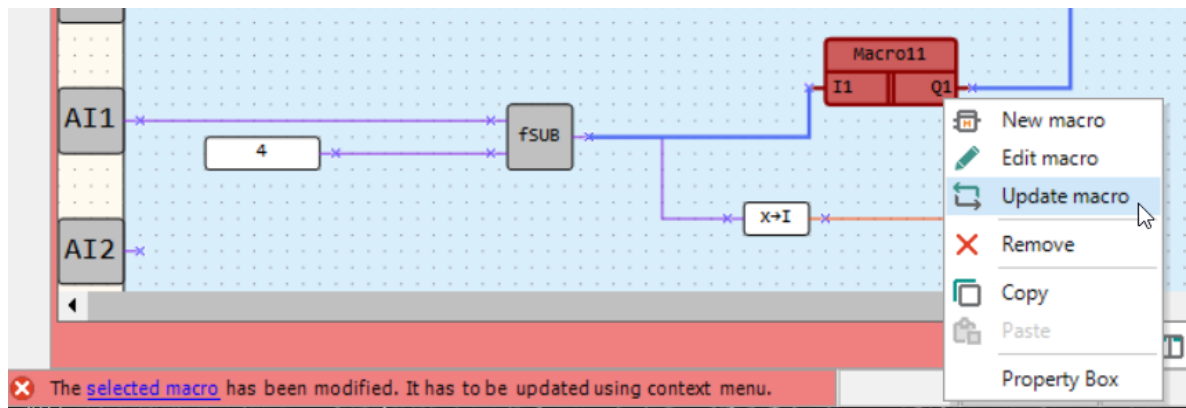 Macro11
I1 Q1
AI1
4
fSUB
x→I
AI2
New macro
Edit macro
Update macro
Remove
Copy
Paste
Property Box
The selected macro has been modified. It has to be updated using context menu.